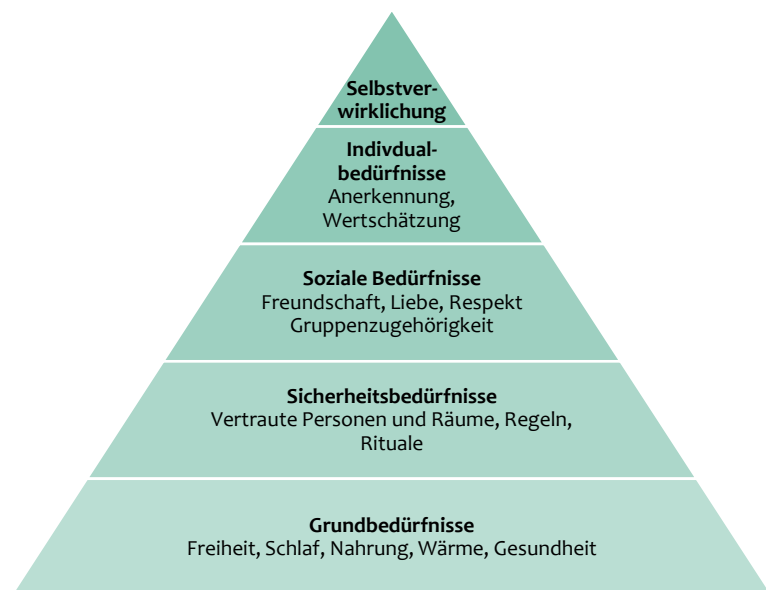 Selbstver-
wirklichung
Indivdual-
bedürfnisse
Anerkennung,
Wertschätzung
Soziale Bedürfnisse
Freundschaft, Liebe, Respekt
Gruppenzugehörigkeit
Sicherheitsbedürfnisse
Vertraute Personen und Räume, Regeln,
Rituale
Grundbedürfnisse
Freiheit, Schlaf, Nahrung, Wärme, Gesundheit